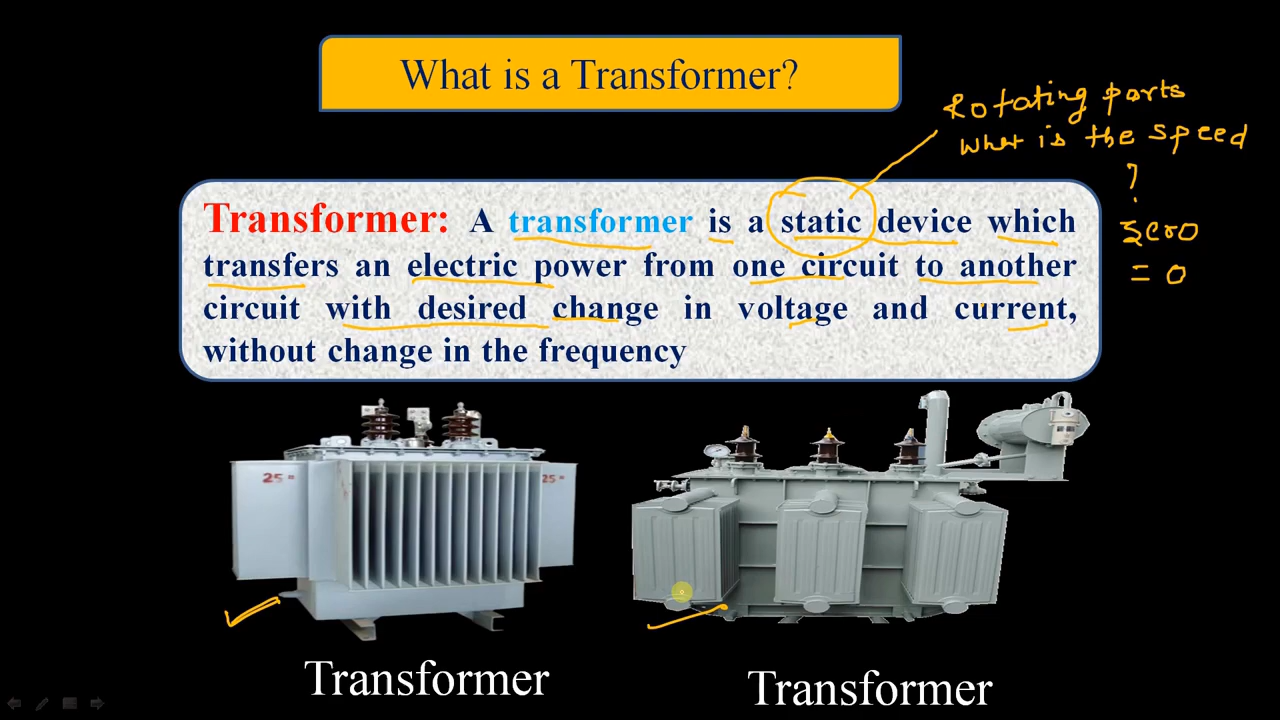 What is a Transformer?
Rotating parts
what is the speed
?
zero
= 0
Transformer: A transformer is a static device which
transfers an electric power from one circuit to another
circuit with desired change in voltage and current,
without change in the frequency
25
25
Transformer
Transformer